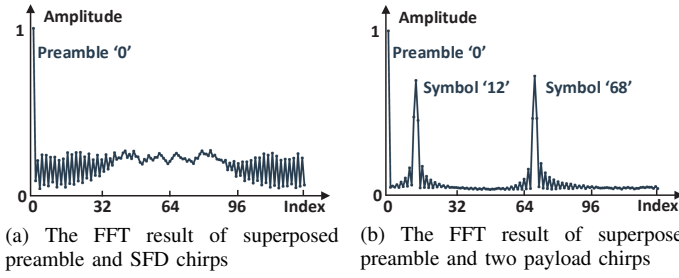 Amplitude
1
Preamble ‘0’
0
0 32 64 96 Index
(a) The FFT result of superposed
preamble and SFD chirps
Amplitude
1
Preamble ‘0’
Symbol ‘12’ Symbol ‘68’
0
0 32 64 96 Index
(b) The FFT result of superposed
preamble and two payload chirps